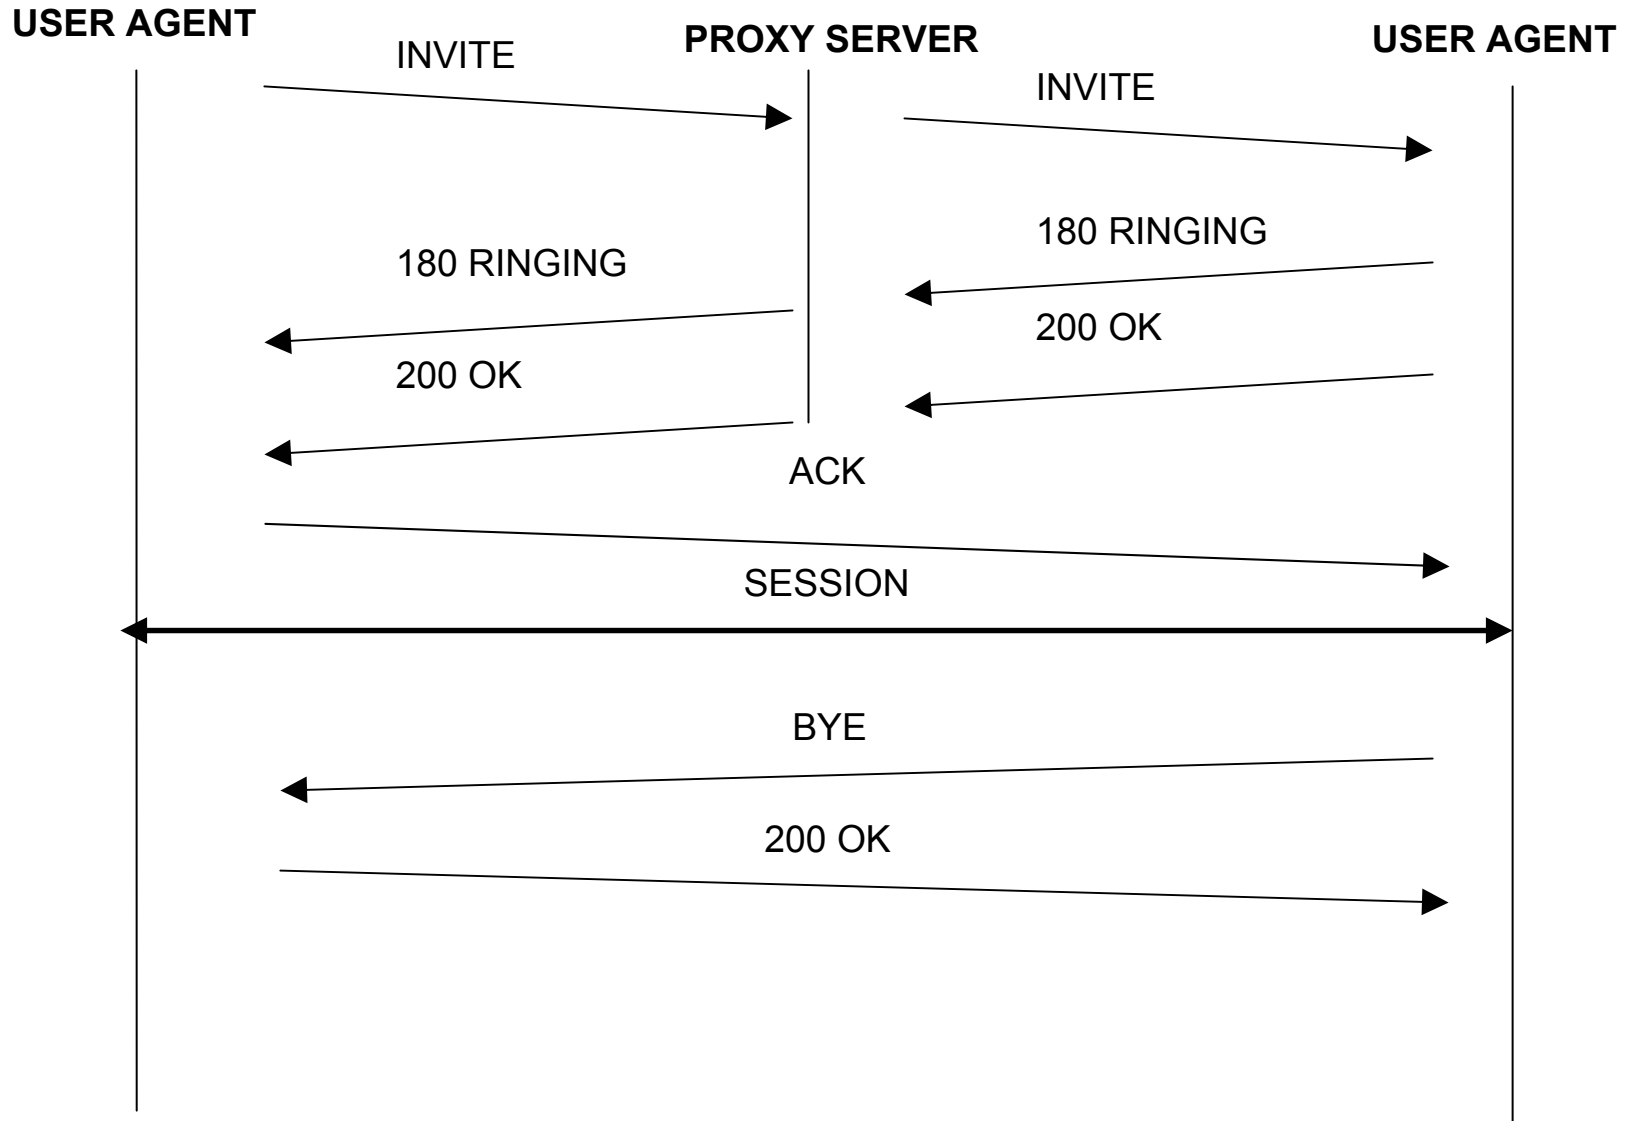 USER AGENT
PROXY SERVER
USER AGENT
INVITE
INVITE
180 RINGING
180 RINGING
200 OK
200 OK
ACK
SESSION
BYE
200 OK